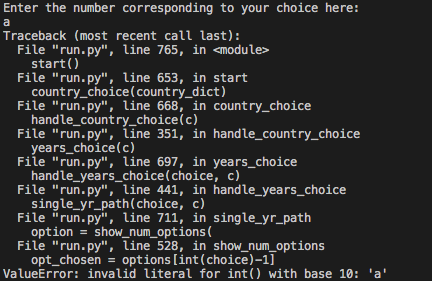 Enter the number corresponding to your choice here:
a
Traceback (most recent call last):
  File "run.py", line 765, in <module>
    start()
  File "run.py", line 653, in start
    country_choice(country_dict)
  File "run.py", line 668, in country_choice
    handle_country_choice(c)
  File "run.py", line 351, in handle_country_choice
    years_choice(c)
  File "run.py", line 697, in years_choice
    handle_years_choice(choice, c)
  File "run.py", line 441, in handle_years_choice
    single_yr_path(choice, c)
  File "run.py", line 711, in single_yr_path
    option = show_num_options(
  File "run.py", line 528, in show_num_options
    opt_chosen = options[int(choice)-1]
ValueError: invalid literal for int() with base 10: 'a'